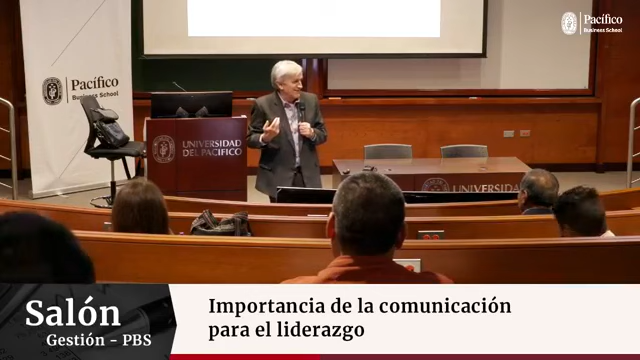 Pacífico
Business School
Pacífico
Business School
UNIVERSIDAD
DEL PACÍFICO
UNIVERSIDAD
Salón
Gestión - PBS
Importancia de la comunicación
para el liderazgo